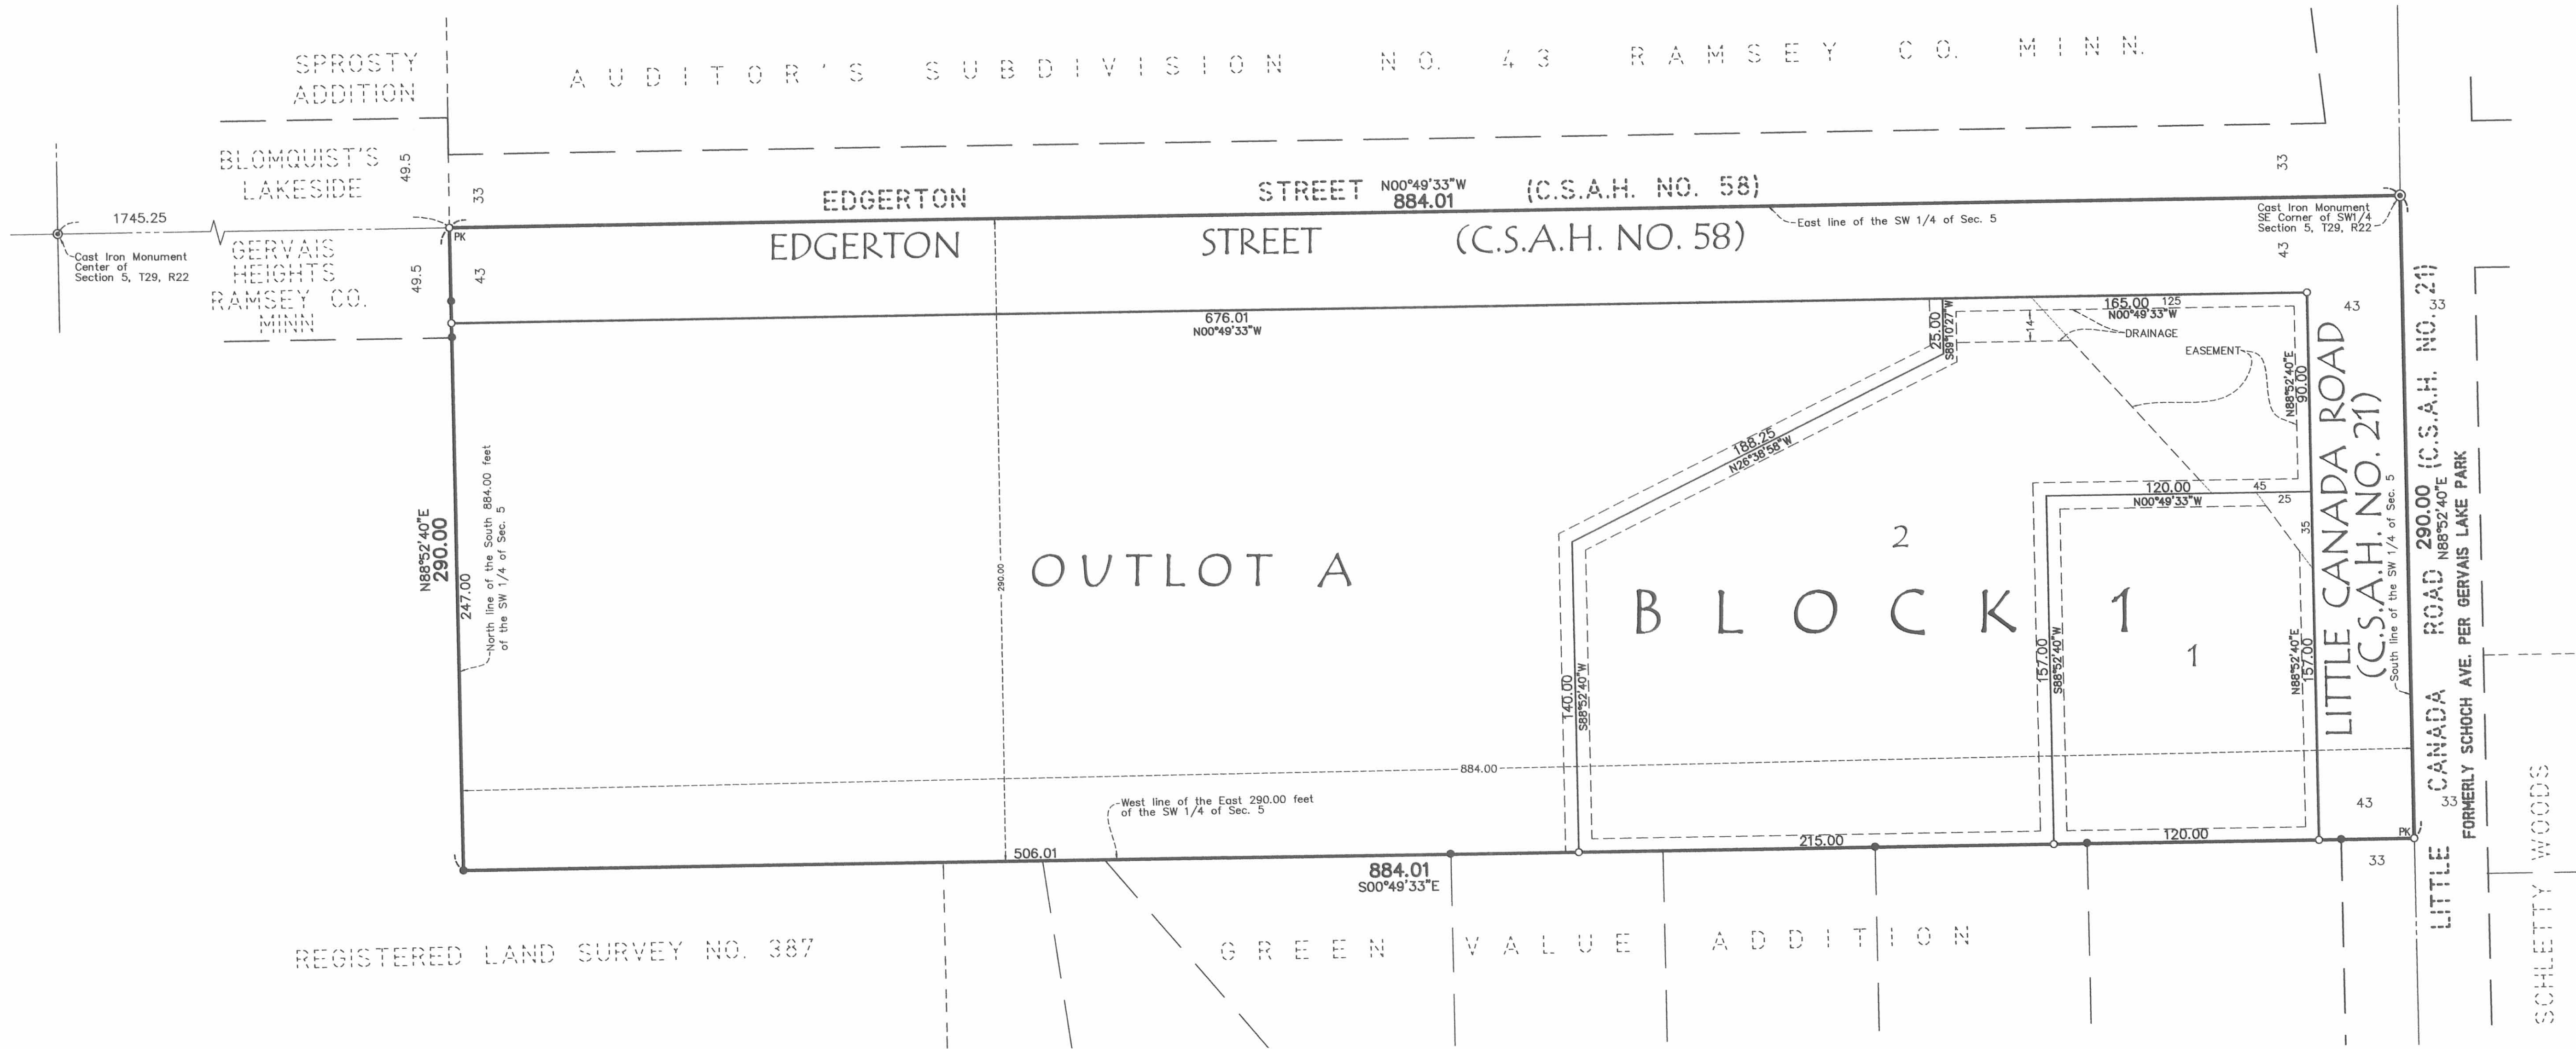 SPROSTY
ADDITION
AUDITOR'S SUBDIVISION NO. 43 RAMSEY CO. MINN.
BLOMQUIST'S
LAKESIDE
49.5
33
33
EDGERTON STREET (C.S.A.H. NO. 58)
N00°49'33"W
884.01
1745.25
Cast Iron Monument
Center of
Section 5, T29, R22
GERVAIS
HEIGHTS
RAMSEY CO.
MINN
49.5
PK
43
EDGERTON STREET (C.S.A.H. NO. 58)
East line of the SW 1/4 of Sec. 5
Cast Iron Monument
SE Corner of SW1/4
Section 5, T29, R22
43
676.01
N00°49'33"W
25.00
S89°10'27"W
165.00
125
N00°49'33"W
14
DRAINAGE
EASEMENT
N88°52'40"E
90.00
43
33
188.25
N26°38'58"W
120.00
N00°49'33"W
45
25
35
N88°52'40"E
290.00
247.00
North line of the South 884.00 feet
of the SW 1/4 of Sec. 5
290.00
OUTLOT A
2
BLOCK 1
1
140.00
S88°52'40"W
157.00
S88°52'40"W
N88°52'40"E
157.00
LITTLE CANADA ROAD
(C.S.A.H. NO. 21)
South line of the SW 1/4 of Sec. 5
290.00
N88°52'40"E
LITTLE CANADA ROAD (C.S.A.H. NO. 21)
FORMERLY SCHOCH AVE. PER GERVAIS LAKE PARK
884.00
West line of the East 290.00 feet
of the SW 1/4 of Sec. 5
43
33
PK
506.01
215.00
120.00
884.01
S00°49'33"E
33
REGISTERED LAND SURVEY NO. 387
GREEN VALUE ADDITION
SCHLETTY WOODS